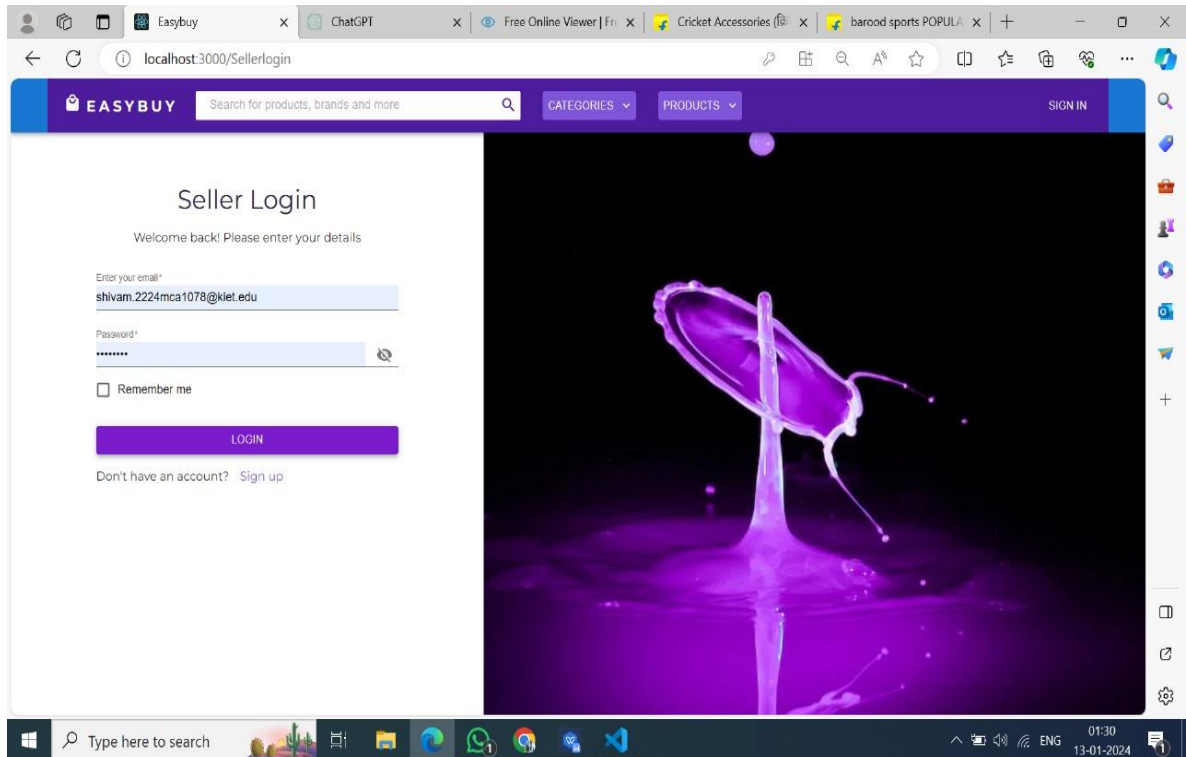 Easybuy
ChatGPT
Free Online Viewer | Fr
Cricket Accessories (क्रि
barood sports POPULA
localhost:3000/Sellerlogin
EASYBUY
Search for products, brands and more
CATEGORIES
PRODUCTS
SIGN IN
Seller Login
Welcome back! Please enter your details
Enter your email*
shivam.2224mca1078@kiet.edu
Password*
••••••••
Remember me
LOGIN
Don't have an account? Sign up
Type here to search
ENG
01:30
13-01-2024